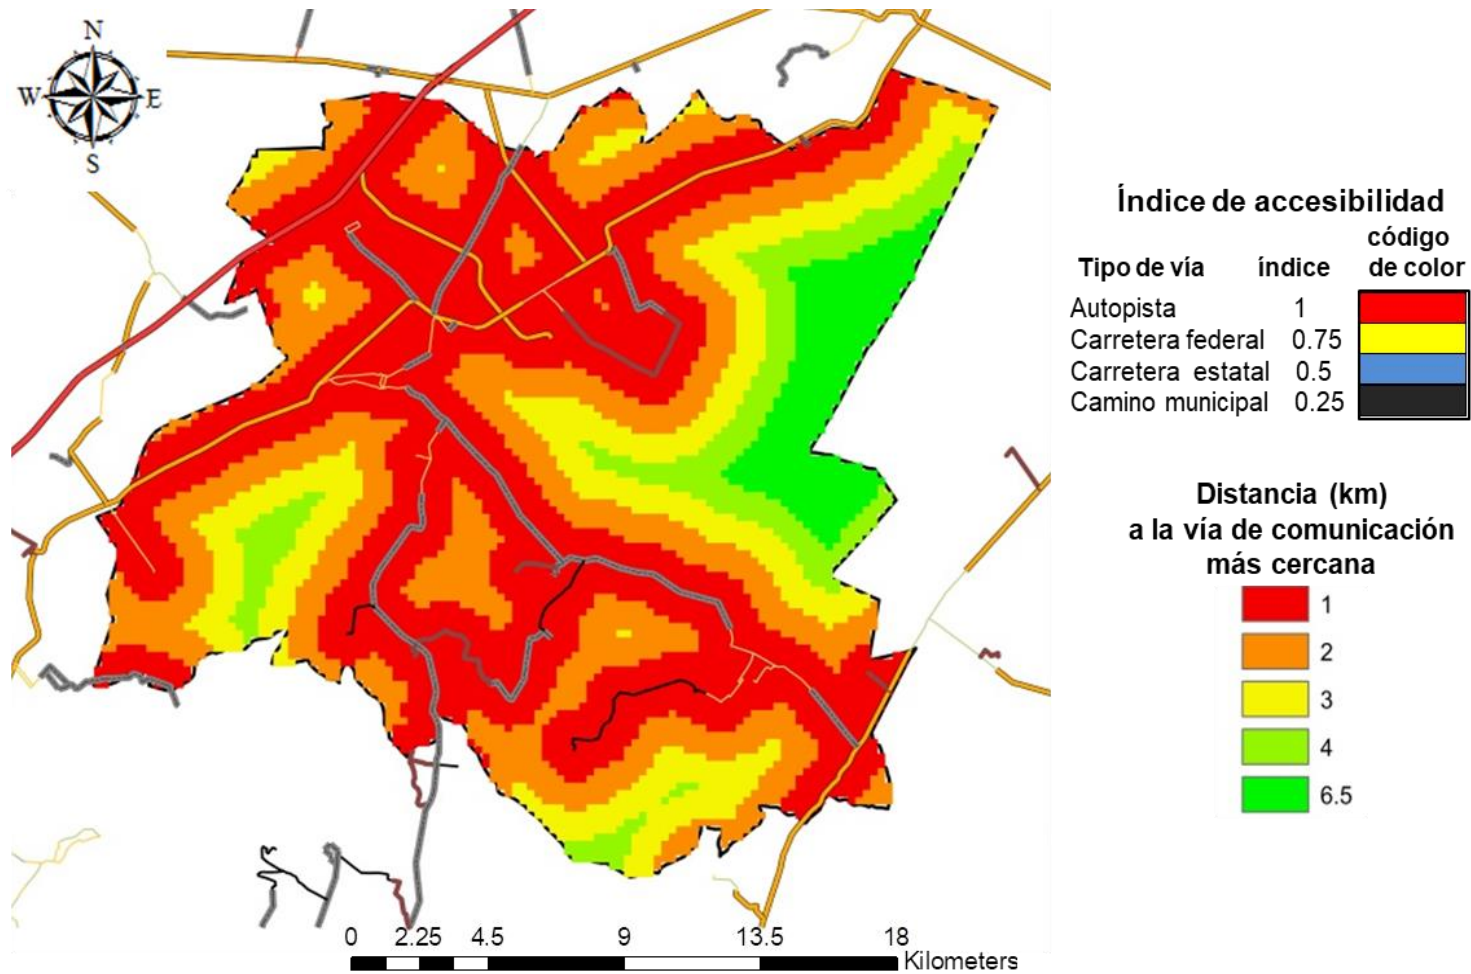 N
W
E
S
Índice de accesibilidad
código
Tipo de vía índice de color
Autopista 1
Carretera federal 0.75
Carretera estatal 0.5
Camino municipal 0.25
Distancia (km)
a la vía de comunicación
más cercana
1
2
3
4
6.5
0 2.25 4.5 9 13.5 18
Kilometers